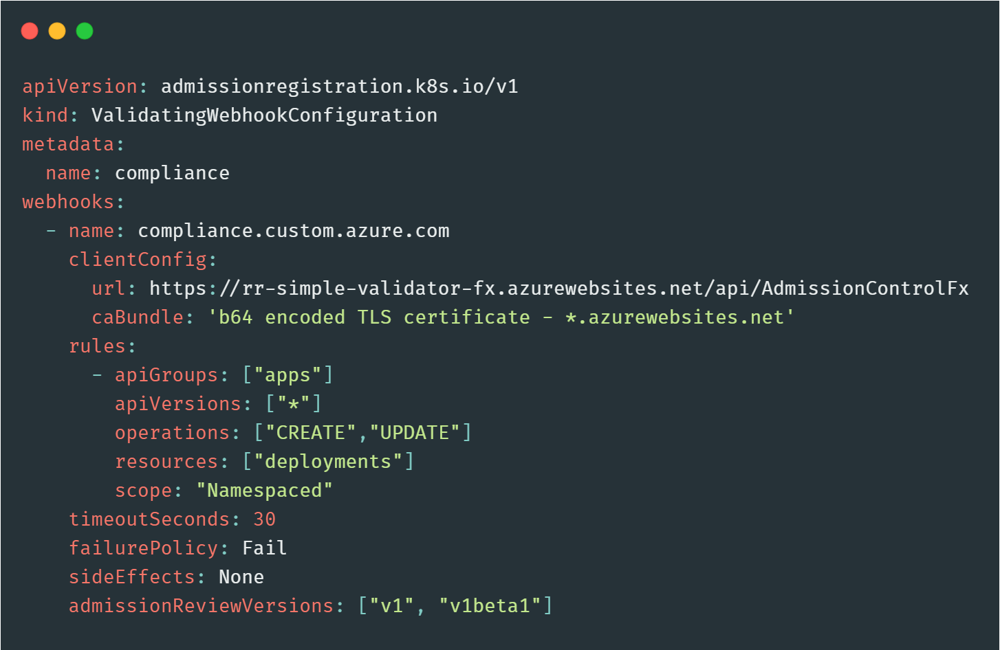 apiVersion: admissionregistration.k8s.io/v1
kind: ValidatingWebhookConfiguration
metadata:
  name: compliance
webhooks:
  - name: compliance.custom.azure.com
    clientConfig:
      url: https://rr-simple-validator-fx.azurewebsites.net/api/AdmissionControlFx
      caBundle: 'b64 encoded TLS certificate - *.azurewebsites.net'
    rules:
      - apiGroups: ["apps"]
        apiVersions: ["*"]
        operations: ["CREATE","UPDATE"]
        resources: ["deployments"]
        scope: "Namespaced"
    timeoutSeconds: 30
    failurePolicy: Fail
    sideEffects: None
    admissionReviewVersions: ["v1", "v1beta1"]